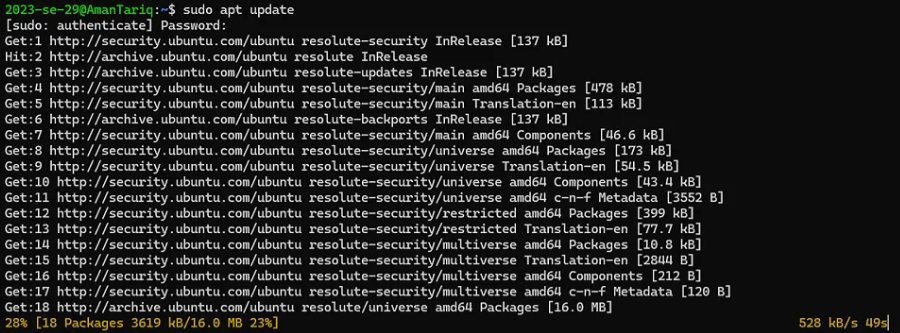 2023-se-29@AmanTariq:~$ sudo apt update
[sudo: authenticate] Password:
Get:1 http://security.ubuntu.com/ubuntu resolute-security InRelease [137 kB]
Hit:2 http://archive.ubuntu.com/ubuntu resolute InRelease
Get:3 http://archive.ubuntu.com/ubuntu resolute-updates InRelease [137 kB]
Get:4 http://security.ubuntu.com/ubuntu resolute-security/main amd64 Packages [478 kB]
Get:5 http://security.ubuntu.com/ubuntu resolute-security/main Translation-en [113 kB]
Get:6 http://archive.ubuntu.com/ubuntu resolute-backports InRelease [137 kB]
Get:7 http://security.ubuntu.com/ubuntu resolute-security/main amd64 Components [46.6 kB]
Get:8 http://security.ubuntu.com/ubuntu resolute-security/universe amd64 Packages [173 kB]
Get:9 http://security.ubuntu.com/ubuntu resolute-security/universe Translation-en [54.5 kB]
Get:10 http://security.ubuntu.com/ubuntu resolute-security/universe amd64 Components [43.4 kB]
Get:11 http://security.ubuntu.com/ubuntu resolute-security/universe amd64 c-n-f Metadata [3552 B]
Get:12 http://security.ubuntu.com/ubuntu resolute-security/restricted amd64 Packages [399 kB]
Get:13 http://security.ubuntu.com/ubuntu resolute-security/restricted Translation-en [77.7 kB]
Get:14 http://security.ubuntu.com/ubuntu resolute-security/multiverse amd64 Packages [10.8 kB]
Get:15 http://security.ubuntu.com/ubuntu resolute-security/multiverse Translation-en [2844 B]
Get:16 http://security.ubuntu.com/ubuntu resolute-security/multiverse amd64 Components [212 B]
Get:17 http://security.ubuntu.com/ubuntu resolute-security/multiverse amd64 c-n-f Metadata [120 B]
Get:18 http://archive.ubuntu.com/ubuntu resolute/universe amd64 Packages [16.0 MB]
28% [18 Packages 3619 kB/16.0 MB 23%] 528 kB/s 49s